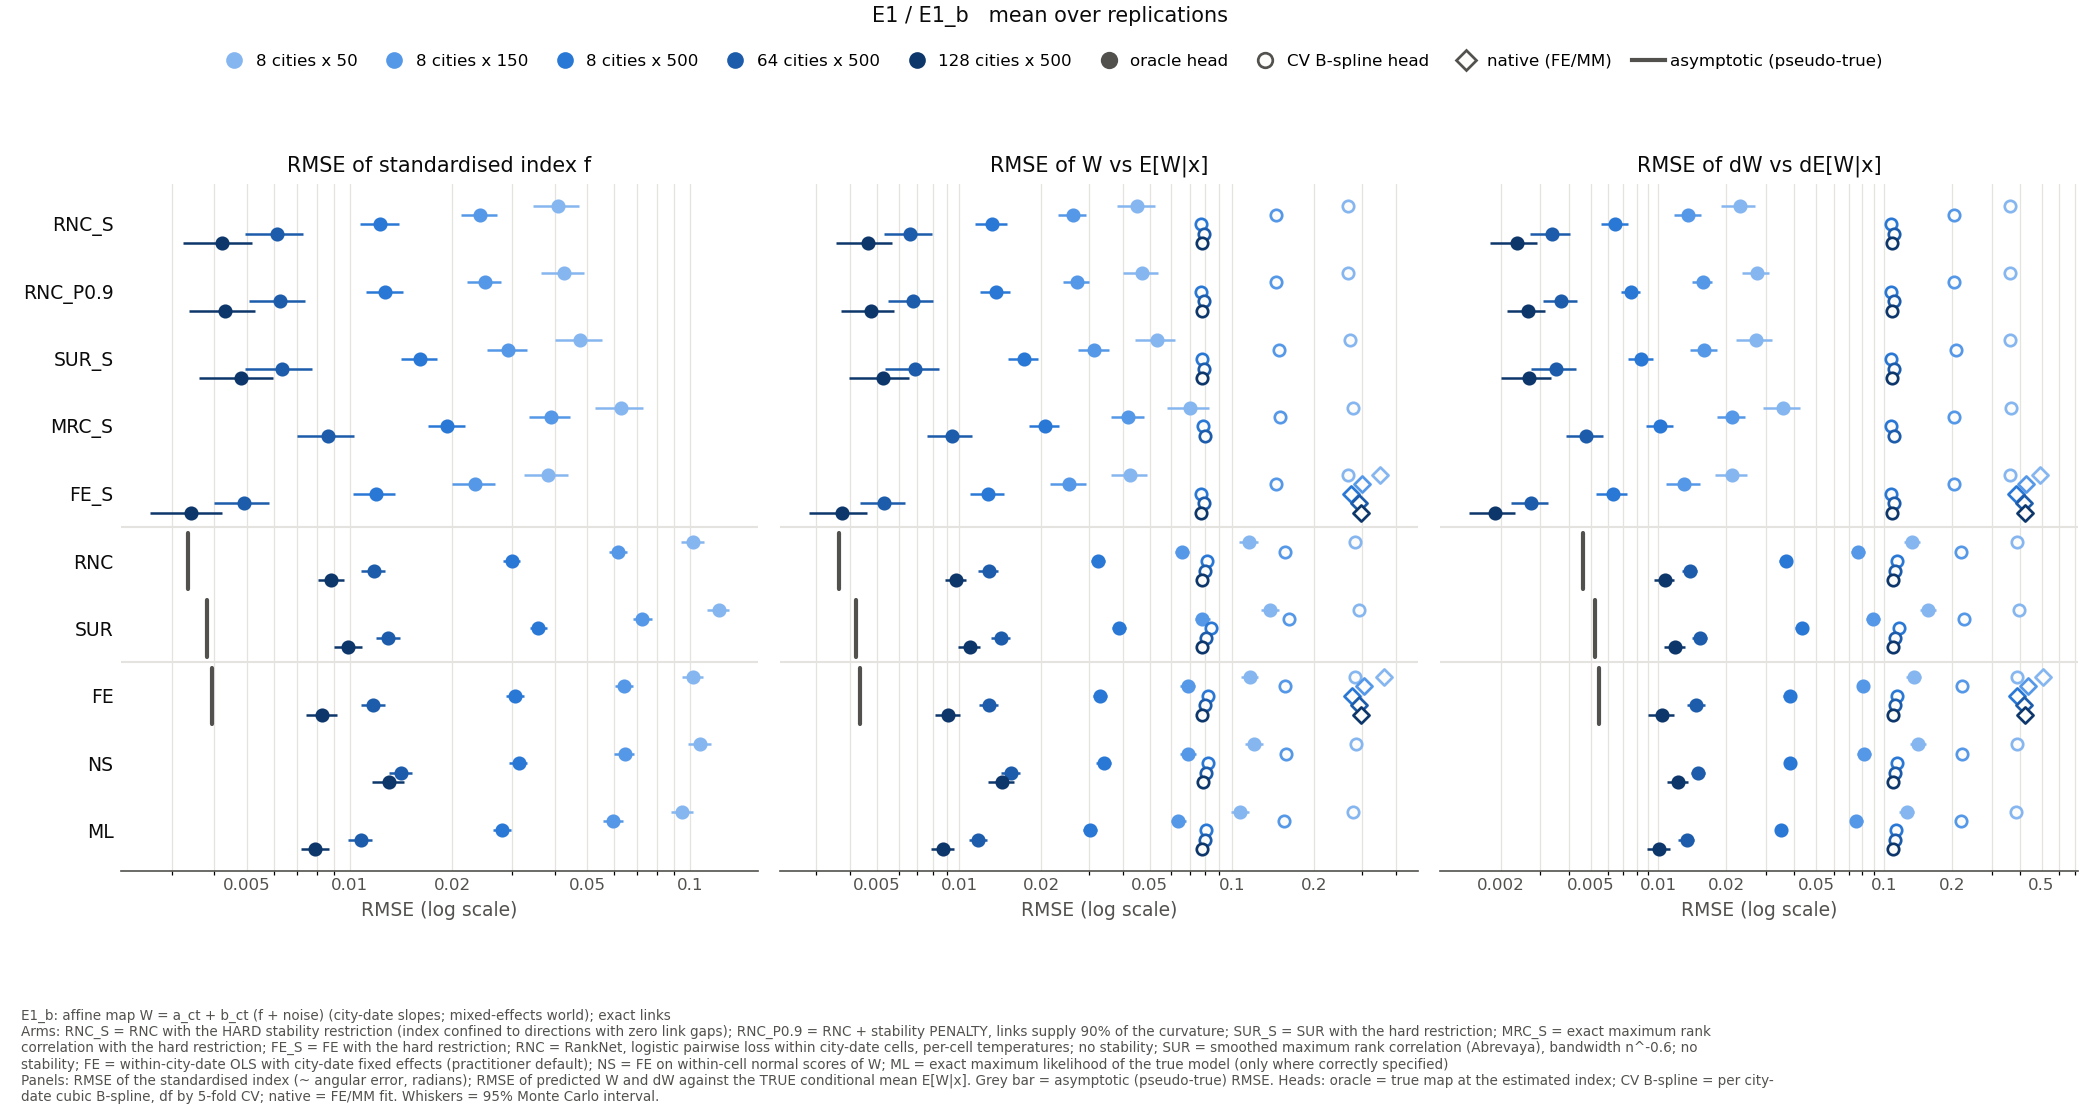 E1 / E1_b   mean over replications
8 cities x 50
8 cities x 150
8 cities x 500
64 cities x 500
128 cities x 500
oracle head
CV B-spline head
native (FE/MM)
asymptotic (pseudo-true)
RMSE of standardised index f
RMSE of W vs E[W|x]
RMSE of dW vs dE[W|x]
RNC_S
RNC_P0.9
SUR_S
MRC_S
FE_S
RNC
SUR
FE
NS
ML
0.005 0.01 0.02 0.05 0.1
0.005 0.01 0.02 0.05 0.1 0.2
0.002 0.005 0.01 0.02 0.05 0.1 0.2 0.5
RMSE (log scale)
RMSE (log scale)
RMSE (log scale)
E1_b: affine map W = a_ct + b_ct (f + noise) (city-date slopes; mixed-effects world); exact links
Arms: RNC_S = RNC with the HARD stability restriction (index confined to directions with zero link gaps); RNC_P0.9 = RNC + stability PENALTY, links supply 90% of the curvature; SUR_S = SUR with the hard restriction; MRC_S = exact maximum rank
correlation with the hard restriction; FE_S = FE with the hard restriction; RNC = RankNet, logistic pairwise loss within city-date cells, per-cell temperatures; no stability; SUR = smoothed maximum rank correlation (Abrevaya), bandwidth n^-0.6; no
stability; FE = within-city-date OLS with city-date fixed effects (practitioner default); NS = FE on within-cell normal scores of W; ML = exact maximum likelihood of the true model (only where correctly specified)
Panels: RMSE of the standardised index (~ angular error, radians); RMSE of predicted W and dW against the TRUE conditional mean E[W|x]. Grey bar = asymptotic (pseudo-true) RMSE. Heads: oracle = true map at the estimated index; CV B-spline = per city-
date cubic B-spline, df by 5-fold CV; native = FE/MM fit. Whiskers = 95% Monte Carlo interval.